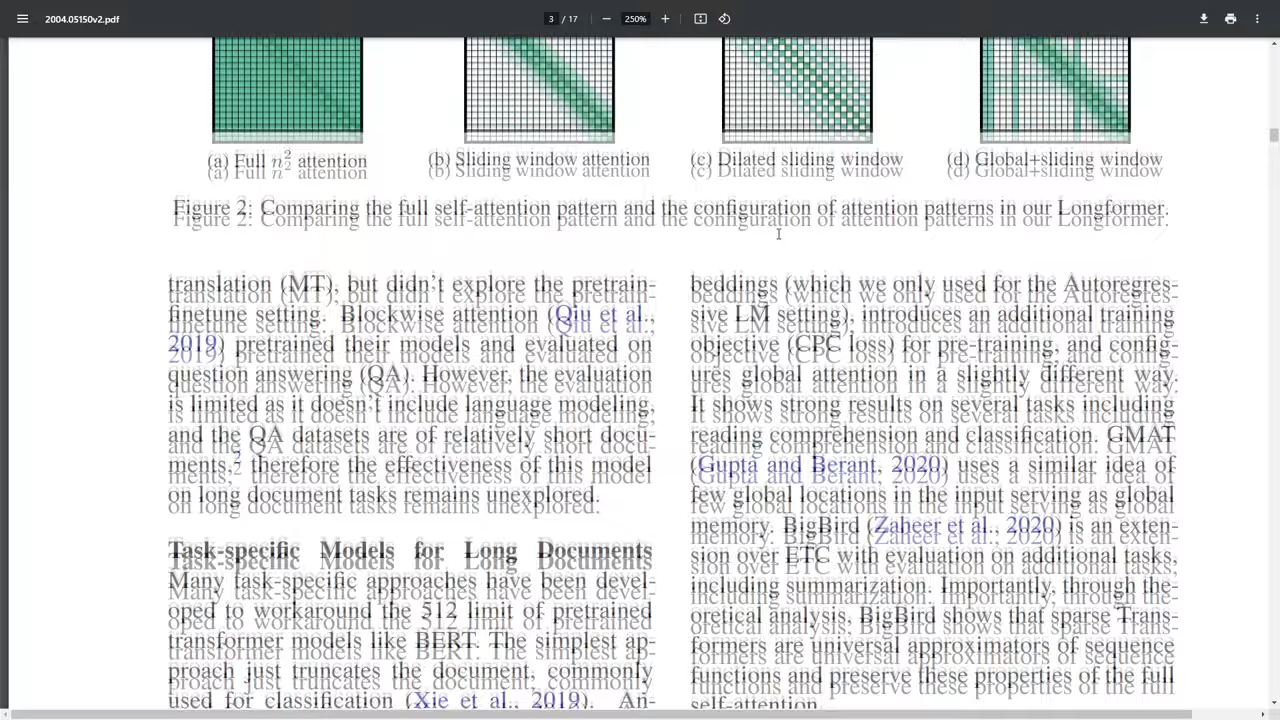 2004.05150v2.pdf
3 / 17
250%
(a) Full n² attention
(b) Sliding window attention
(c) Dilated sliding window
(d) Global+sliding window
Figure 2: Comparing the full self-attention pattern and the configuration of attention patterns in our Longformer.
translation (MT), but didn't explore the pretrain-
finetune setting. Blockwise attention (Qiu et al.,
2019) pretrained their models and evaluated on
question answering (QA). However, the evaluation
is limited as it doesn't include language modeling,
and the QA datasets are of relatively short docu-
ments,² therefore the effectiveness of this model
on long document tasks remains unexplored.
Task-specific Models for Long Documents
Many task-specific approaches have been devel-
oped to workaround the 512 limit of pretrained
transformer models like BERT. The simplest ap-
proach just truncates the document, commonly
used for classification (Xie et al., 2019). An-
beddings (which we only used for the Autoregres-
sive LM setting), introduces an additional training
objective (CPC loss) for pre-training, and config-
ures global attention in a slightly different way.
It shows strong results on several tasks including
reading comprehension and classification. GMAT
(Gupta and Berant, 2020) uses a similar idea of
few global locations in the input serving as global
memory. BigBird (Zaheer et al., 2020) is an exten-
sion over ETC with evaluation on additional tasks,
including summarization. Importantly, through the-
oretical analysis, BigBird shows that sparse Trans-
formers are universal approximators of sequence
functions and preserve these properties of the full
self-attention.